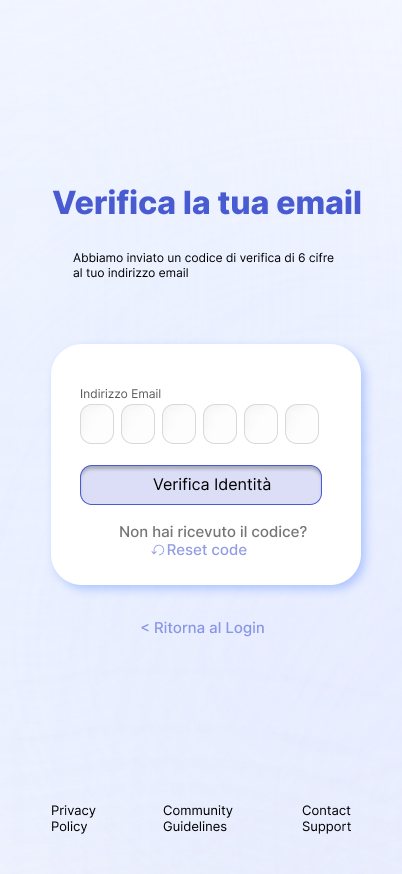 Verifica la tua email
Abbiamo inviato un codice di verifica di 6 cifre
al tuo indirizzo email
Indirizzo Email
Verifica Identità
Non hai ricevuto il codice?
Reset code
< Ritorna al Login
Privacy Policy
Community Guidelines
Contact Support